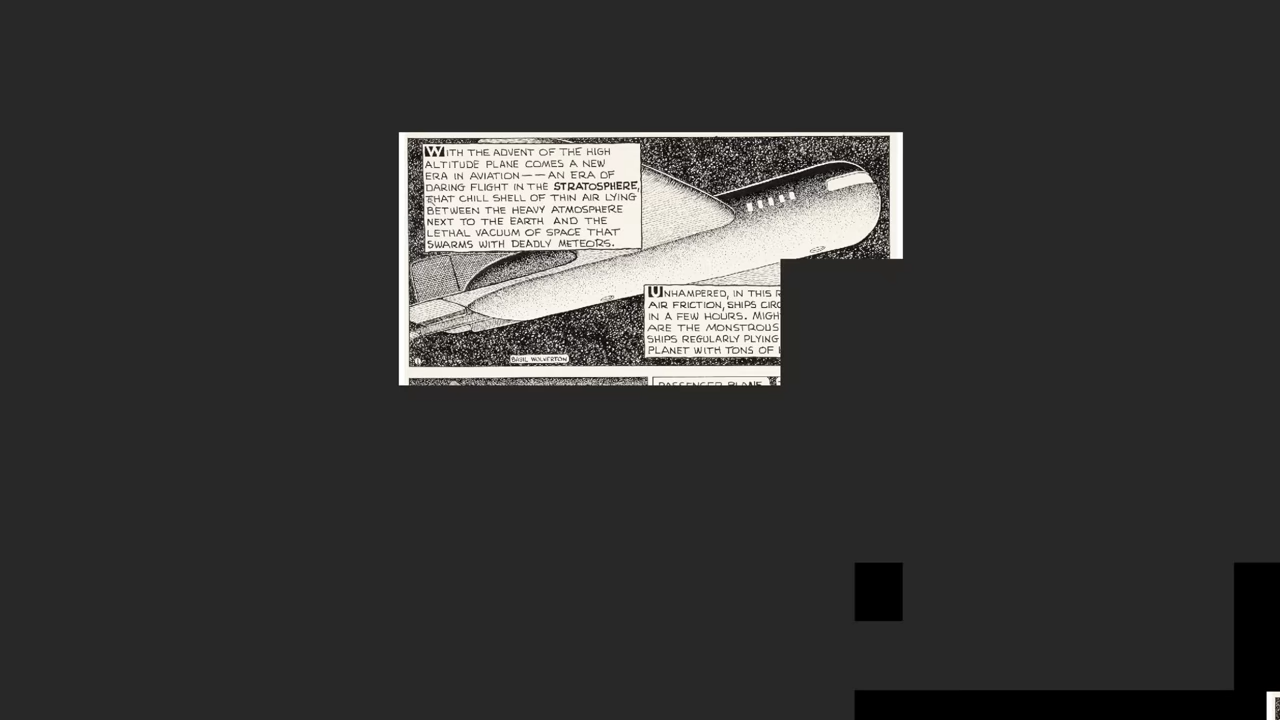 WITH THE ADVENT OF THE HIGH
ALTITUDE PLANE COMES A NEW
ERA IN AVIATION——AN ERA OF
DARING FLIGHT IN THE STRATOSPHERE,
THAT CHILL SHELL OF THIN AIR LYING
BETWEEN THE HEAVY ATMOSPHERE
NEXT TO THE EARTH AND THE
LETHAL VACUUM OF SPACE THAT
SWARMS WITH DEADLY METEORS.
UNHAMPERED, IN THIS
AIR FRICTION, SHIPS
IN A FEW HOURS.
ARE THE MONSTROUS
SHIPS REGULARLY PLYING
PLANET WITH TONS OF
BASIL WOLVERTON
PASSENGER PLANE